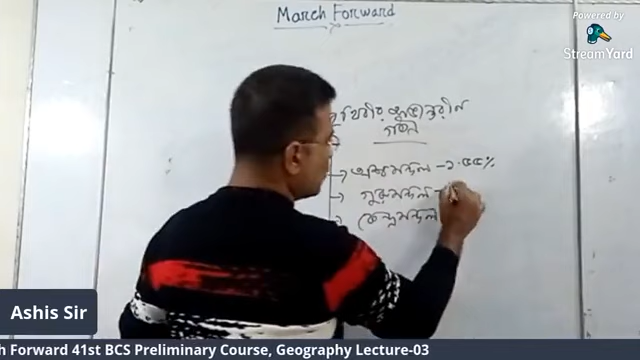 March Forward
Powered by
StreamYard
পৃথিবীর অভ্যন্তরীন
গঠন
→ অশ্মমন্ডল – ১.৫৫%
→ গুরুমন্ডল –
→ কেন্দ্রমন্ডল
Ashis Sir
h Forward 41st BCS Preliminary Course, Geography Lecture-03